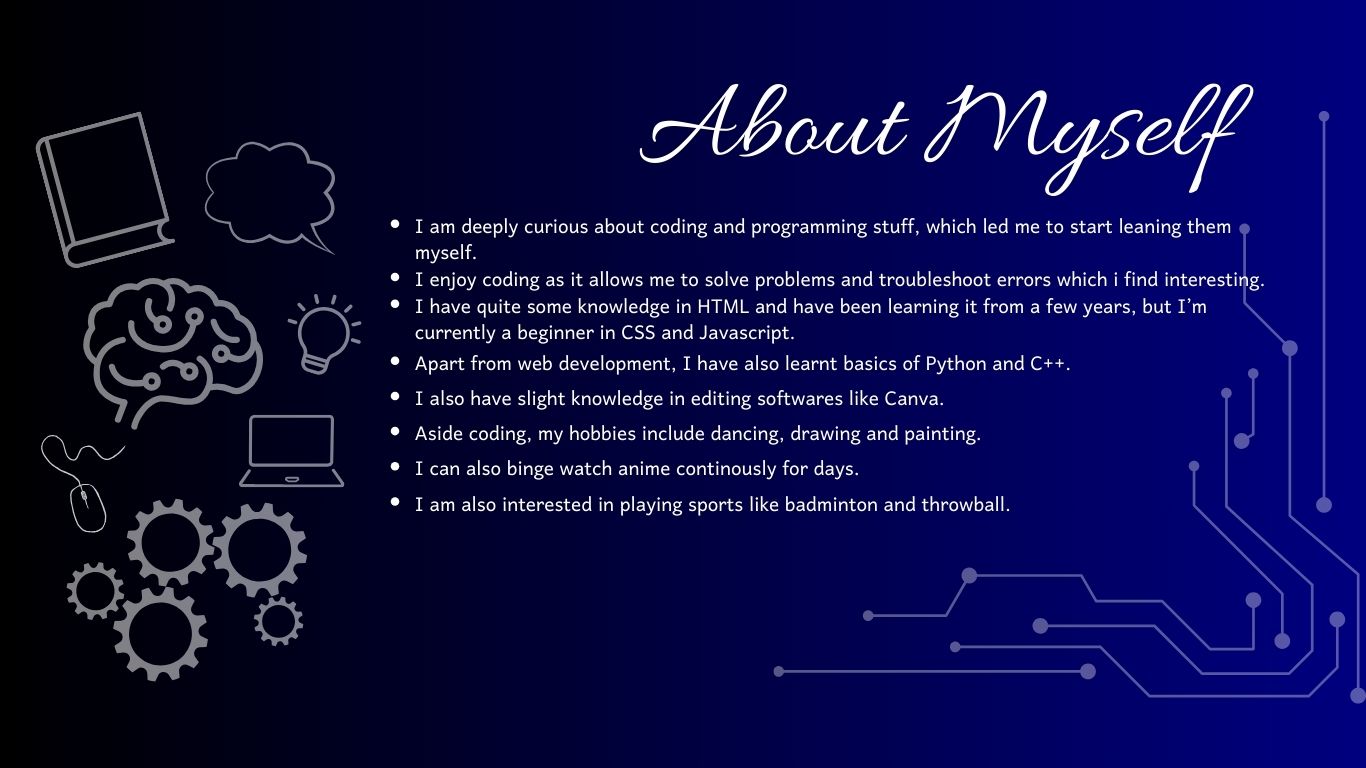 About Myself
• I am deeply curious about coding and programming stuff, which led me to start leaning them
myself.
• I enjoy coding as it allows me to solve problems and troubleshoot errors which i find interesting.
• I have quite some knowledge in HTML and have been learning it from a few years, but I’m
currently a beginner in CSS and Javascript.
• Apart from web development, I have also learnt basics of Python and C++.
• I also have slight knowledge in editing softwares like Canva.
• Aside coding, my hobbies include dancing, drawing and painting.
• I can also binge watch anime continously for days.
• I am also interested in playing sports like badminton and throwball.